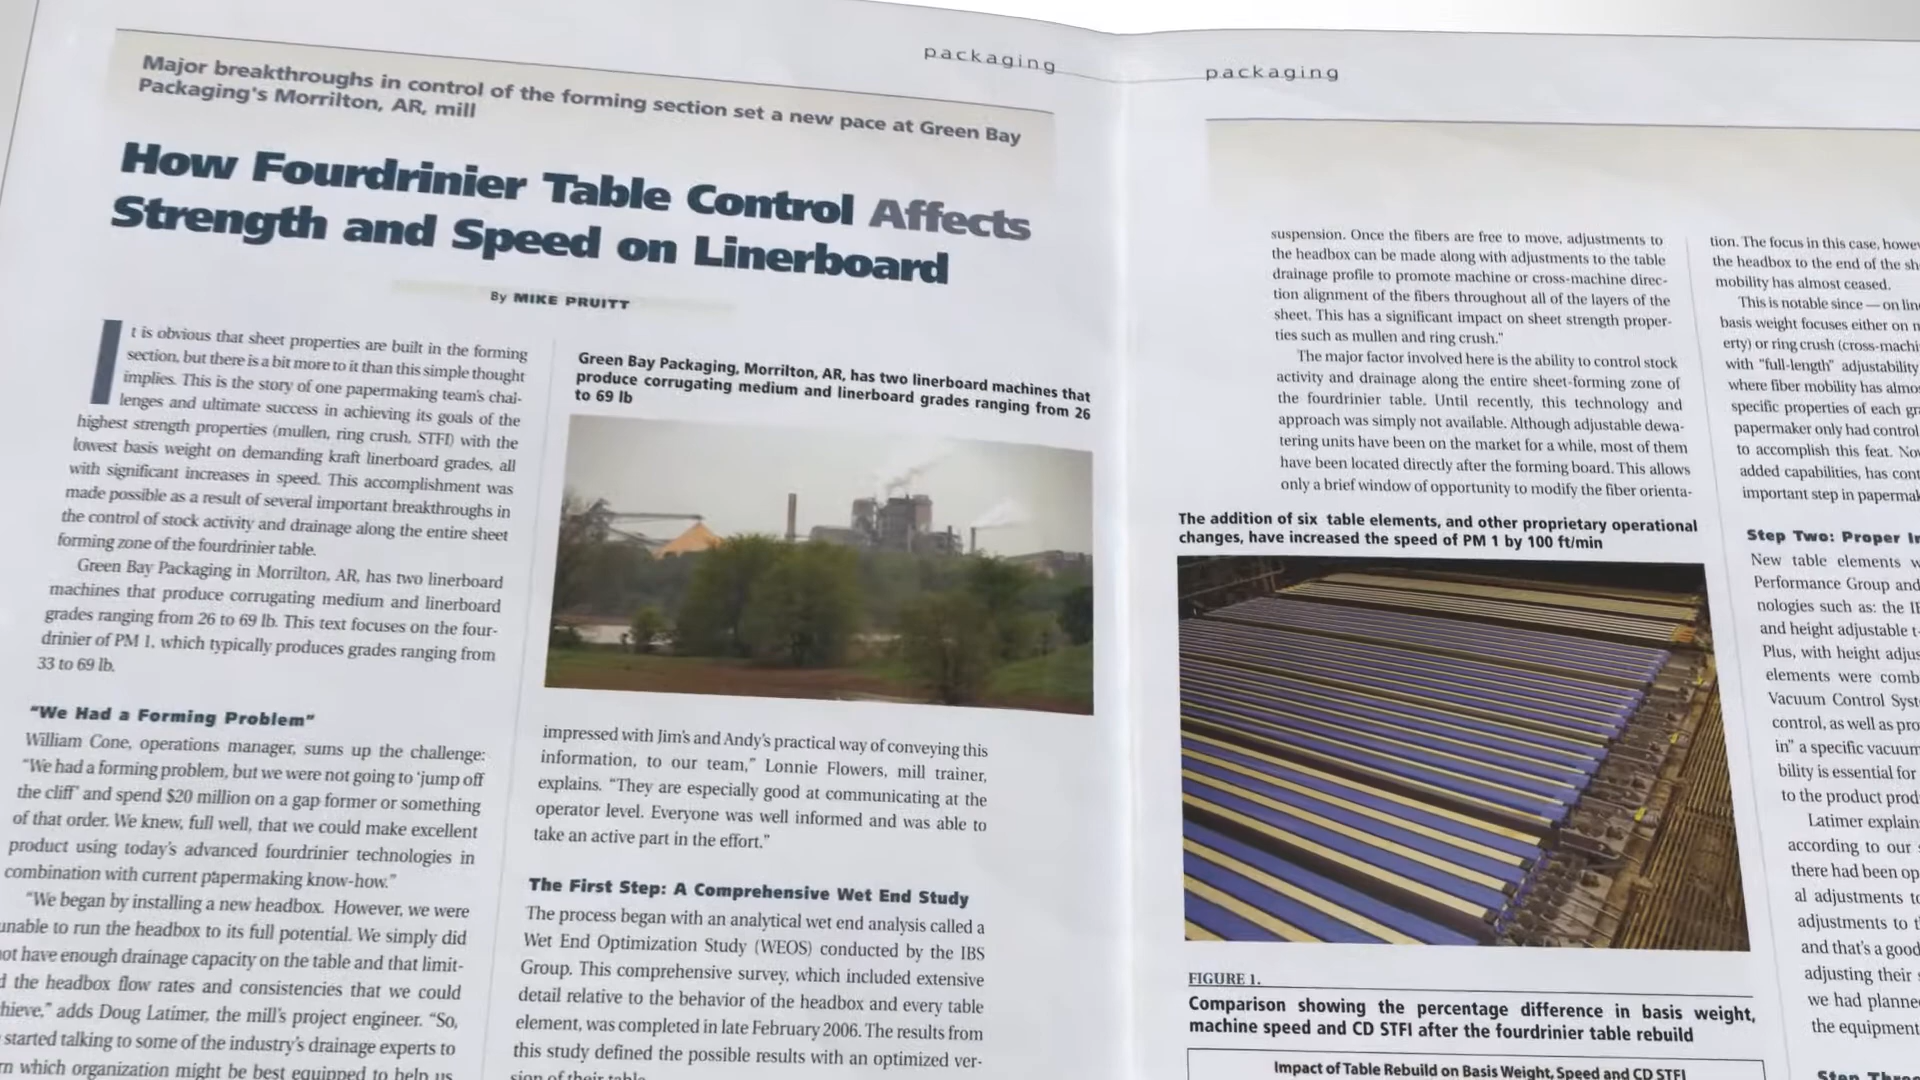 packaging
Major breakthroughs in control of the forming section set a new pace at Green Bay
Packaging's Morrilton, AR, mill
How Fourdrinier Table Control Affects
Strength and Speed on Linerboard
By MIKE PRUITT
It is obvious that sheet properties are built in the forming
section, but there is a bit more to it than this simple thought
implies. This is the story of one papermaking team's chal-
lenges and ultimate success in achieving its goals of the
highest strength properties (mullen, ring crush, STFI) with the
lowest basis weight on demanding kraft linerboard grades, all
with significant increases in speed. This accomplishment was
made possible as a result of several important breakthroughs in
the control of stock activity and drainage along the entire sheet
forming zone of the fourdrinier table.
Green Bay Packaging in Morrilton, AR, has two linerboard
machines that produce corrugating medium and linerboard
grades ranging from 26 to 69 lb. This text focuses on the four-
drinier of PM 1, which typically produces grades ranging from
33 to 69 lb.
"We Had a Forming Problem"
William Cone, operations manager, sums up the challenge:
"We had a forming problem, but we were not going to 'jump off
the cliff' and spend $20 million on a gap former or something
of that order. We knew, full well, that we could make excellent
product using today's advanced fourdrinier technologies in
combination with current papermaking know-how."
"We began by installing a new headbox. However, we were
unable to run the headbox to its full potential. We simply did
not have enough drainage capacity on the table and that limit-
the headbox flow rates and consistencies that we could
adds Doug Latimer, the mill's project engineer. "So,
started talking to some of the industry's drainage experts to
which organization might be best equipped to help us
Green Bay Packaging, Morrilton, AR, has two linerboard machines that
produce corrugating medium and linerboard grades ranging from 26
to 69 lb
impressed with Jim's and Andy's practical way of conveying this
information, to our team," Lonnie Flowers, mill trainer,
explains. "They are especially good at communicating at the
operator level. Everyone was well informed and was able to
take an active part in the effort."
The First Step: A Comprehensive Wet End Study
The process began with an analytical wet end analysis called a
Wet End Optimization Study (WEOS) conducted by the IBS
Group. This comprehensive survey, which included extensive
detail relative to the behavior of the headbox and every table
element, was completed in late February 2006. The results from
this study defined the possible results with an optimized ver-
sion of their table.
packaging
suspension. Once the fibers are free to move, adjustments to
the headbox can be made along with adjustments to the table
drainage profile to promote machine or cross-machine direc-
tion alignment of the fibers throughout all of the layers of the
sheet. This has a significant impact on sheet strength proper-
ties such as mullen and ring crush."
The major factor involved here is the ability to control stock
activity and drainage along the entire sheet-forming zone of
the fourdrinier table. Until recently, this technology and
approach was simply not available. Although adjustable dewa-
tering units have been on the market for a while, most of them
have been located directly after the forming board. This allows
only a brief window of opportunity to modify the fiber orienta-
The addition of six table elements, and other proprietary operational
changes, have increased the speed of PM 1 by 100 ft/min
FIGURE 1.
Comparison showing the percentage difference in basis weight,
machine speed and CD STFI after the fourdrinier table rebuild
Impact of Table Rebuild on Basis Weight, Speed and CD STFI
tion. The focus in this case,
the headbox to the end of the
mobility has almost ceased.
This is notable since — on
basis weight focuses either on
erty) or ring crush
with "full-length" adjustability
where fiber mobility has
specific properties of each
papermaker only had control
to accomplish this feat.
added capabilities, has
important step in
Step Two: Proper
New table elements
Performance Group and
nologies such as: the
and height adjustable
Plus, with height
elements were
Vacuum Control
control, as well as
in" a specific vacuum
bility is essential for
to the product
Latimer
according to our
there had been
al adjustments
adjustments to
and that's a good
adjusting their
we had planned
the equipment